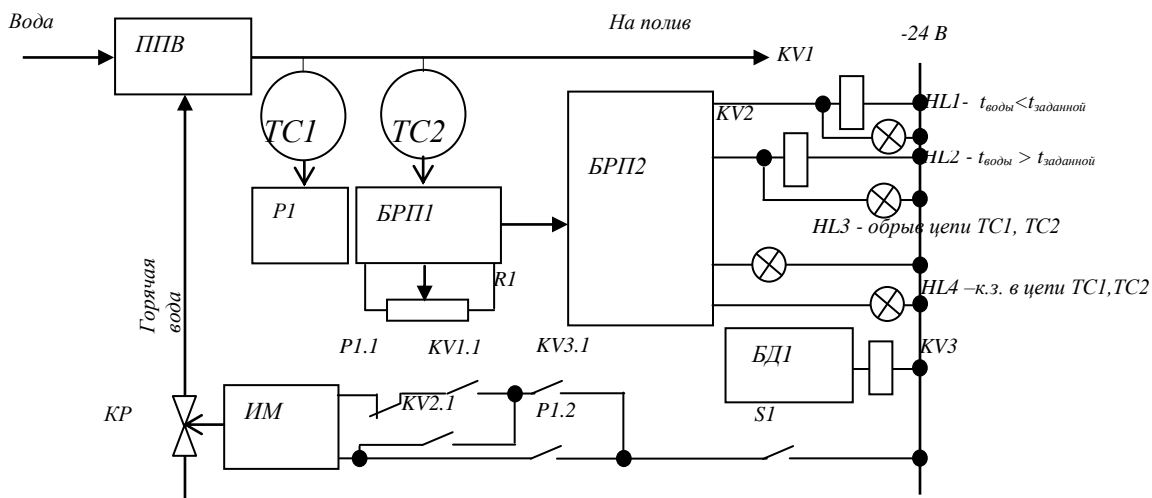 Вода
ППВ
На полив
-24 В
KV1
ТС1
ТС2
KV2
HL1- tводы<tзаданной
HL2 - tводы > tзаданной
БРП2
Р1
БРП1
HL3 - обрыв цепи ТС1, ТС2
R1
HL4 –к.з. в цепи ТС1,ТС2
Горячая
вода
Р1.1
KV1.1
KV3.1
БД1
KV3
КР
ИМ
KV2.1
Р1.2
S1